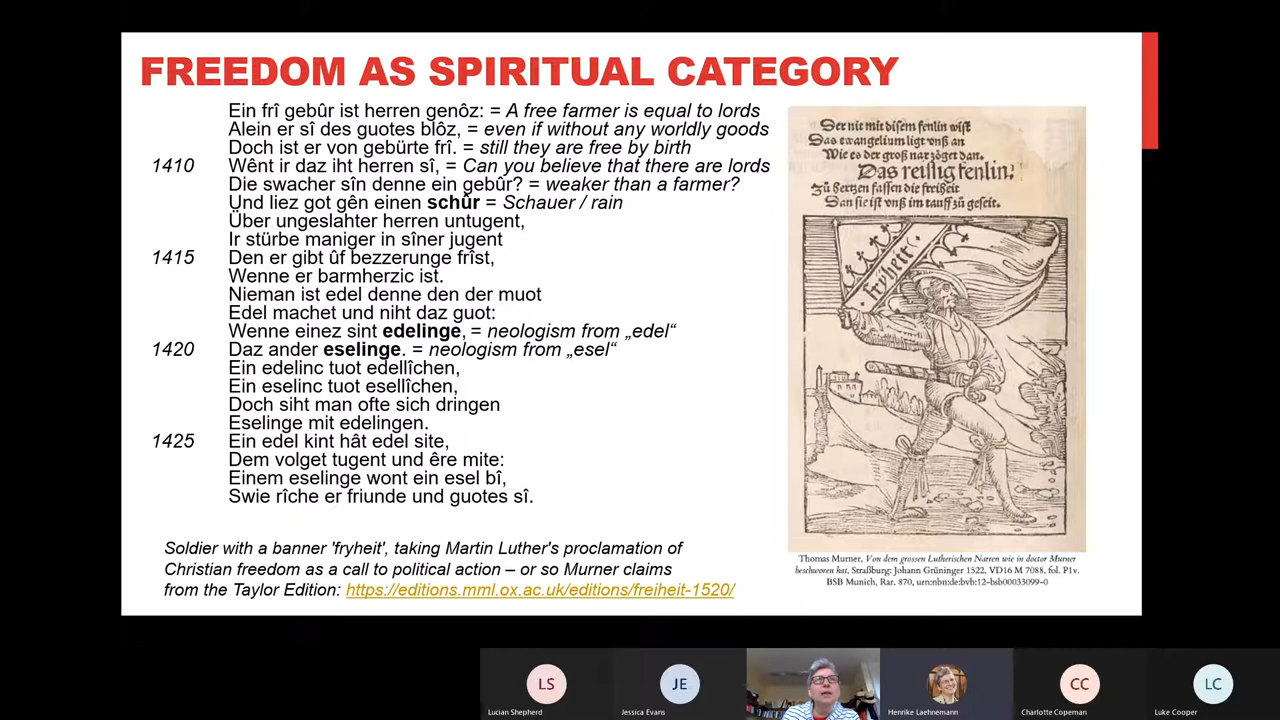 FREEDOM AS SPIRITUAL CATEGORY
Ein frî gebûr ist herren genôz: = A free farmer is equal to lords
Alein er sî des guotes blôz, = even if without any worldly goods
Doch ist er von gebürte frî. = still they are free by birth
1410 Wênt ir daz iht herren sî, = Can you believe that there are lords
Die swacher sîn denne ein gebûr? = weaker than a farmer?
Und liez got gên einen schûr = Schauer / rain
Über ungeslahter herren untugent,
Ir stürbe maniger in sîner jugent
1415 Den er gibt ûf bezzerunge frîst,
Wenne er barmherzic ist.
Nieman ist edel denne den der muot
Edel machet und niht daz guot:
Wenne einez sint edelinge, = neologism from „edel“
1420 Daz ander eselinge. = neologism from „esel“
Ein edelinc tuot edellîchen,
Ein eselinc tuot esellîchen,
Doch siht man ofte sich dringen
Eselinge mit edelingen.
1425 Ein edel kint hât edel site,
Dem volget tugent und êre mite:
Einem eselinge wont ein esel bî,
Swie rîche er friunde und guotes sî.
Soldier with a banner 'fryheit', taking Martin Luther's proclamation of
Christian freedom as a call to political action – or so Murner claims
from the Taylor Edition: https://editions.mml.ox.ac.uk/editions/freiheit-1520/
Der nit mit disem fenlin wißt
Das ewangelium ligt vnß an
Wie es der groß nar zöget dan.
Das reisig fenlin:
Zů hertzen fassen die freiheit
Dan sie ist vnß im tauff zů geseit.
fryheit
Thomas Murner, Von dem grossen Lutherischen Narren wie in doctor Murner
beschworen hat, Straßburg: Johann Grüninger 1522, VD16 M 7088, fol. P1v.
BSB Munich, Rar. 870, urn:nbn:de:bvb:12-bsb00033099-0
LS
JE
CC
LC
Lucian Shepherd
Jessica Evans
Henrike Laehnemann
Charlotte Copeman
Luke Cooper